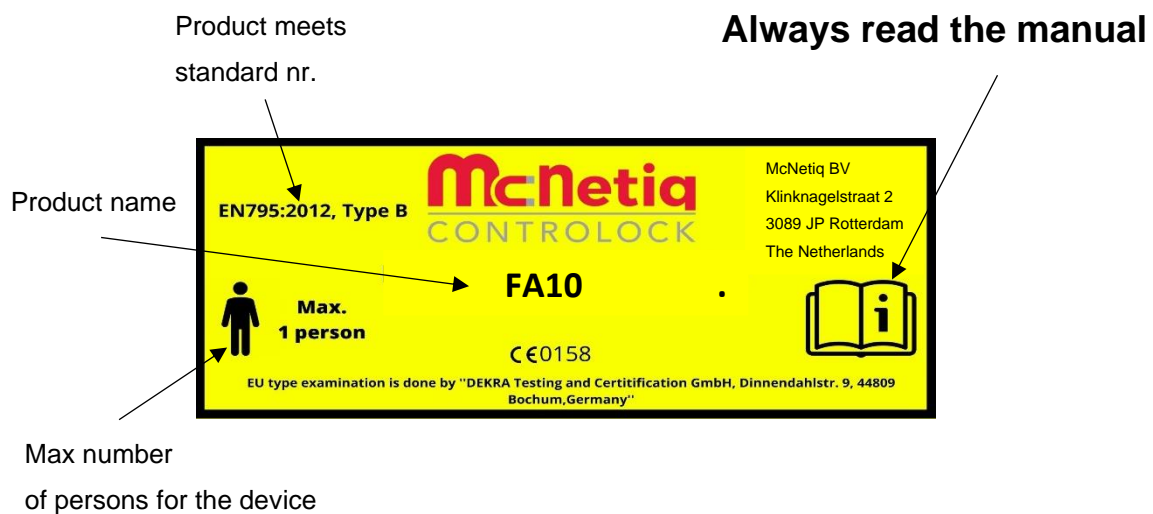 Product meets
standard nr.
Always read the manual
Product name
EN795:2012, Type B
McNetiq
CONTROLOCK
McNetiq BV
Klinknagelstraat 2
3089 JP Rotterdam
The Netherlands
FA10 .
Max.
1 person
i
CE0158
EU type examination is done by "DEKRA Testing and Certitification GmbH, Dinnendahlstr. 9, 44809
Bochum,Germany"
Max number
of persons for the device